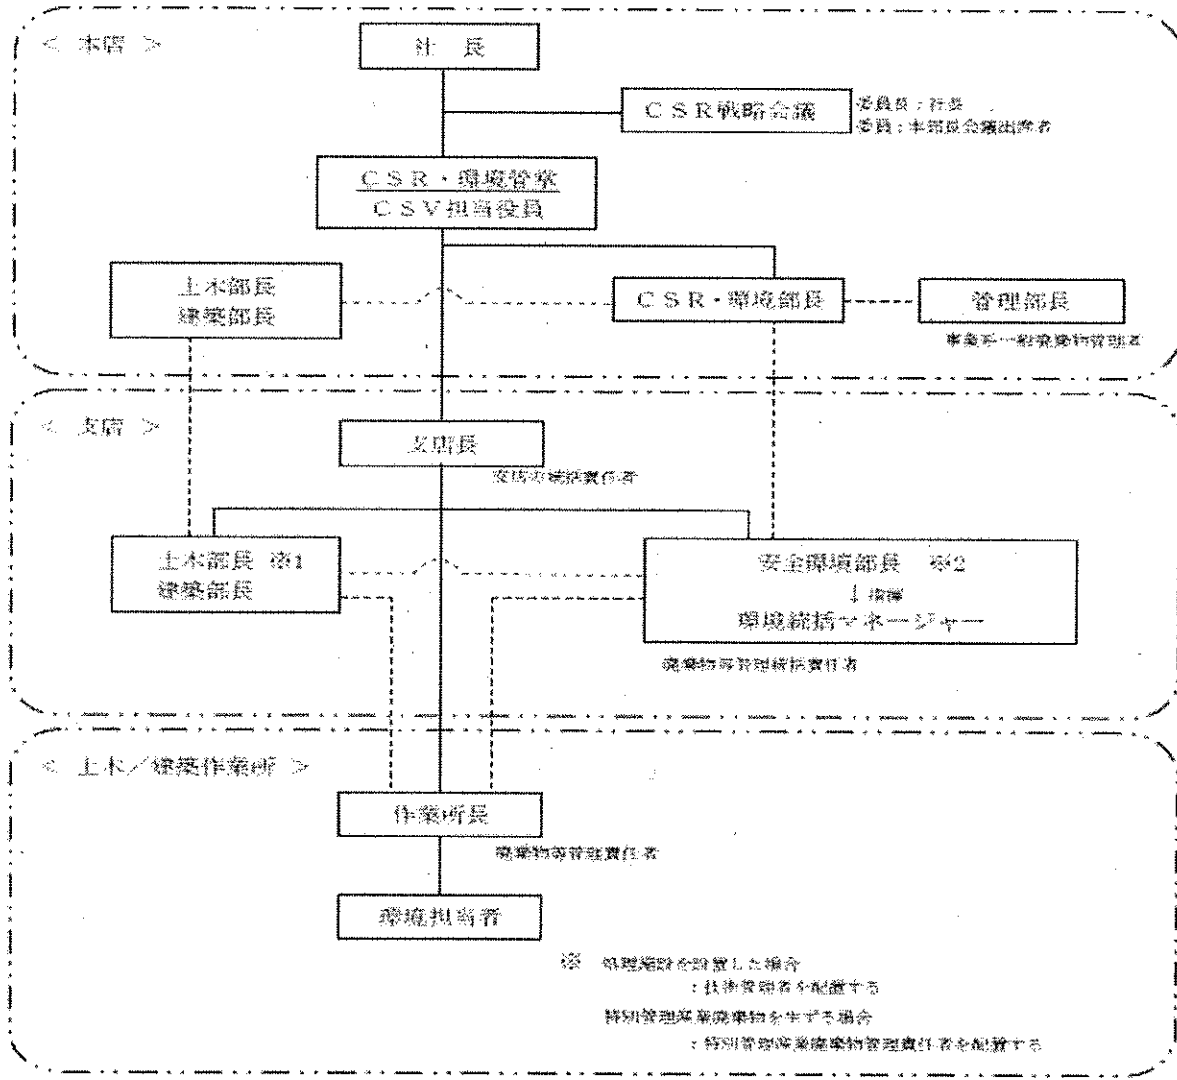 ＜ 本店 ＞
社 長
ＣＳＲ戦略会議
委員長：社長
委員：本部長会議出席者
ＣＳＲ・環境管掌
ＣＳＶ担当役員
土木部長
建築部長
ＣＳＲ・環境部長
管理部長
事業系一般廃棄物管理者
＜ 支店 ＞
支店長
支店の統括責任者
土木部長 ※1
建築部長
安全環境部長 ※2
↓ 指揮
環境統括マネージャー
廃棄物等管理統括責任者
＜ 土木／建築作業所 ＞
作業所長
廃棄物等管理責任者
環境担当者
※ 処理施設を設置した場合
：技術管理者を配置する
特別管理産業廃棄物を生ずる場合
：特別管理産業廃棄物管理責任者を配置する